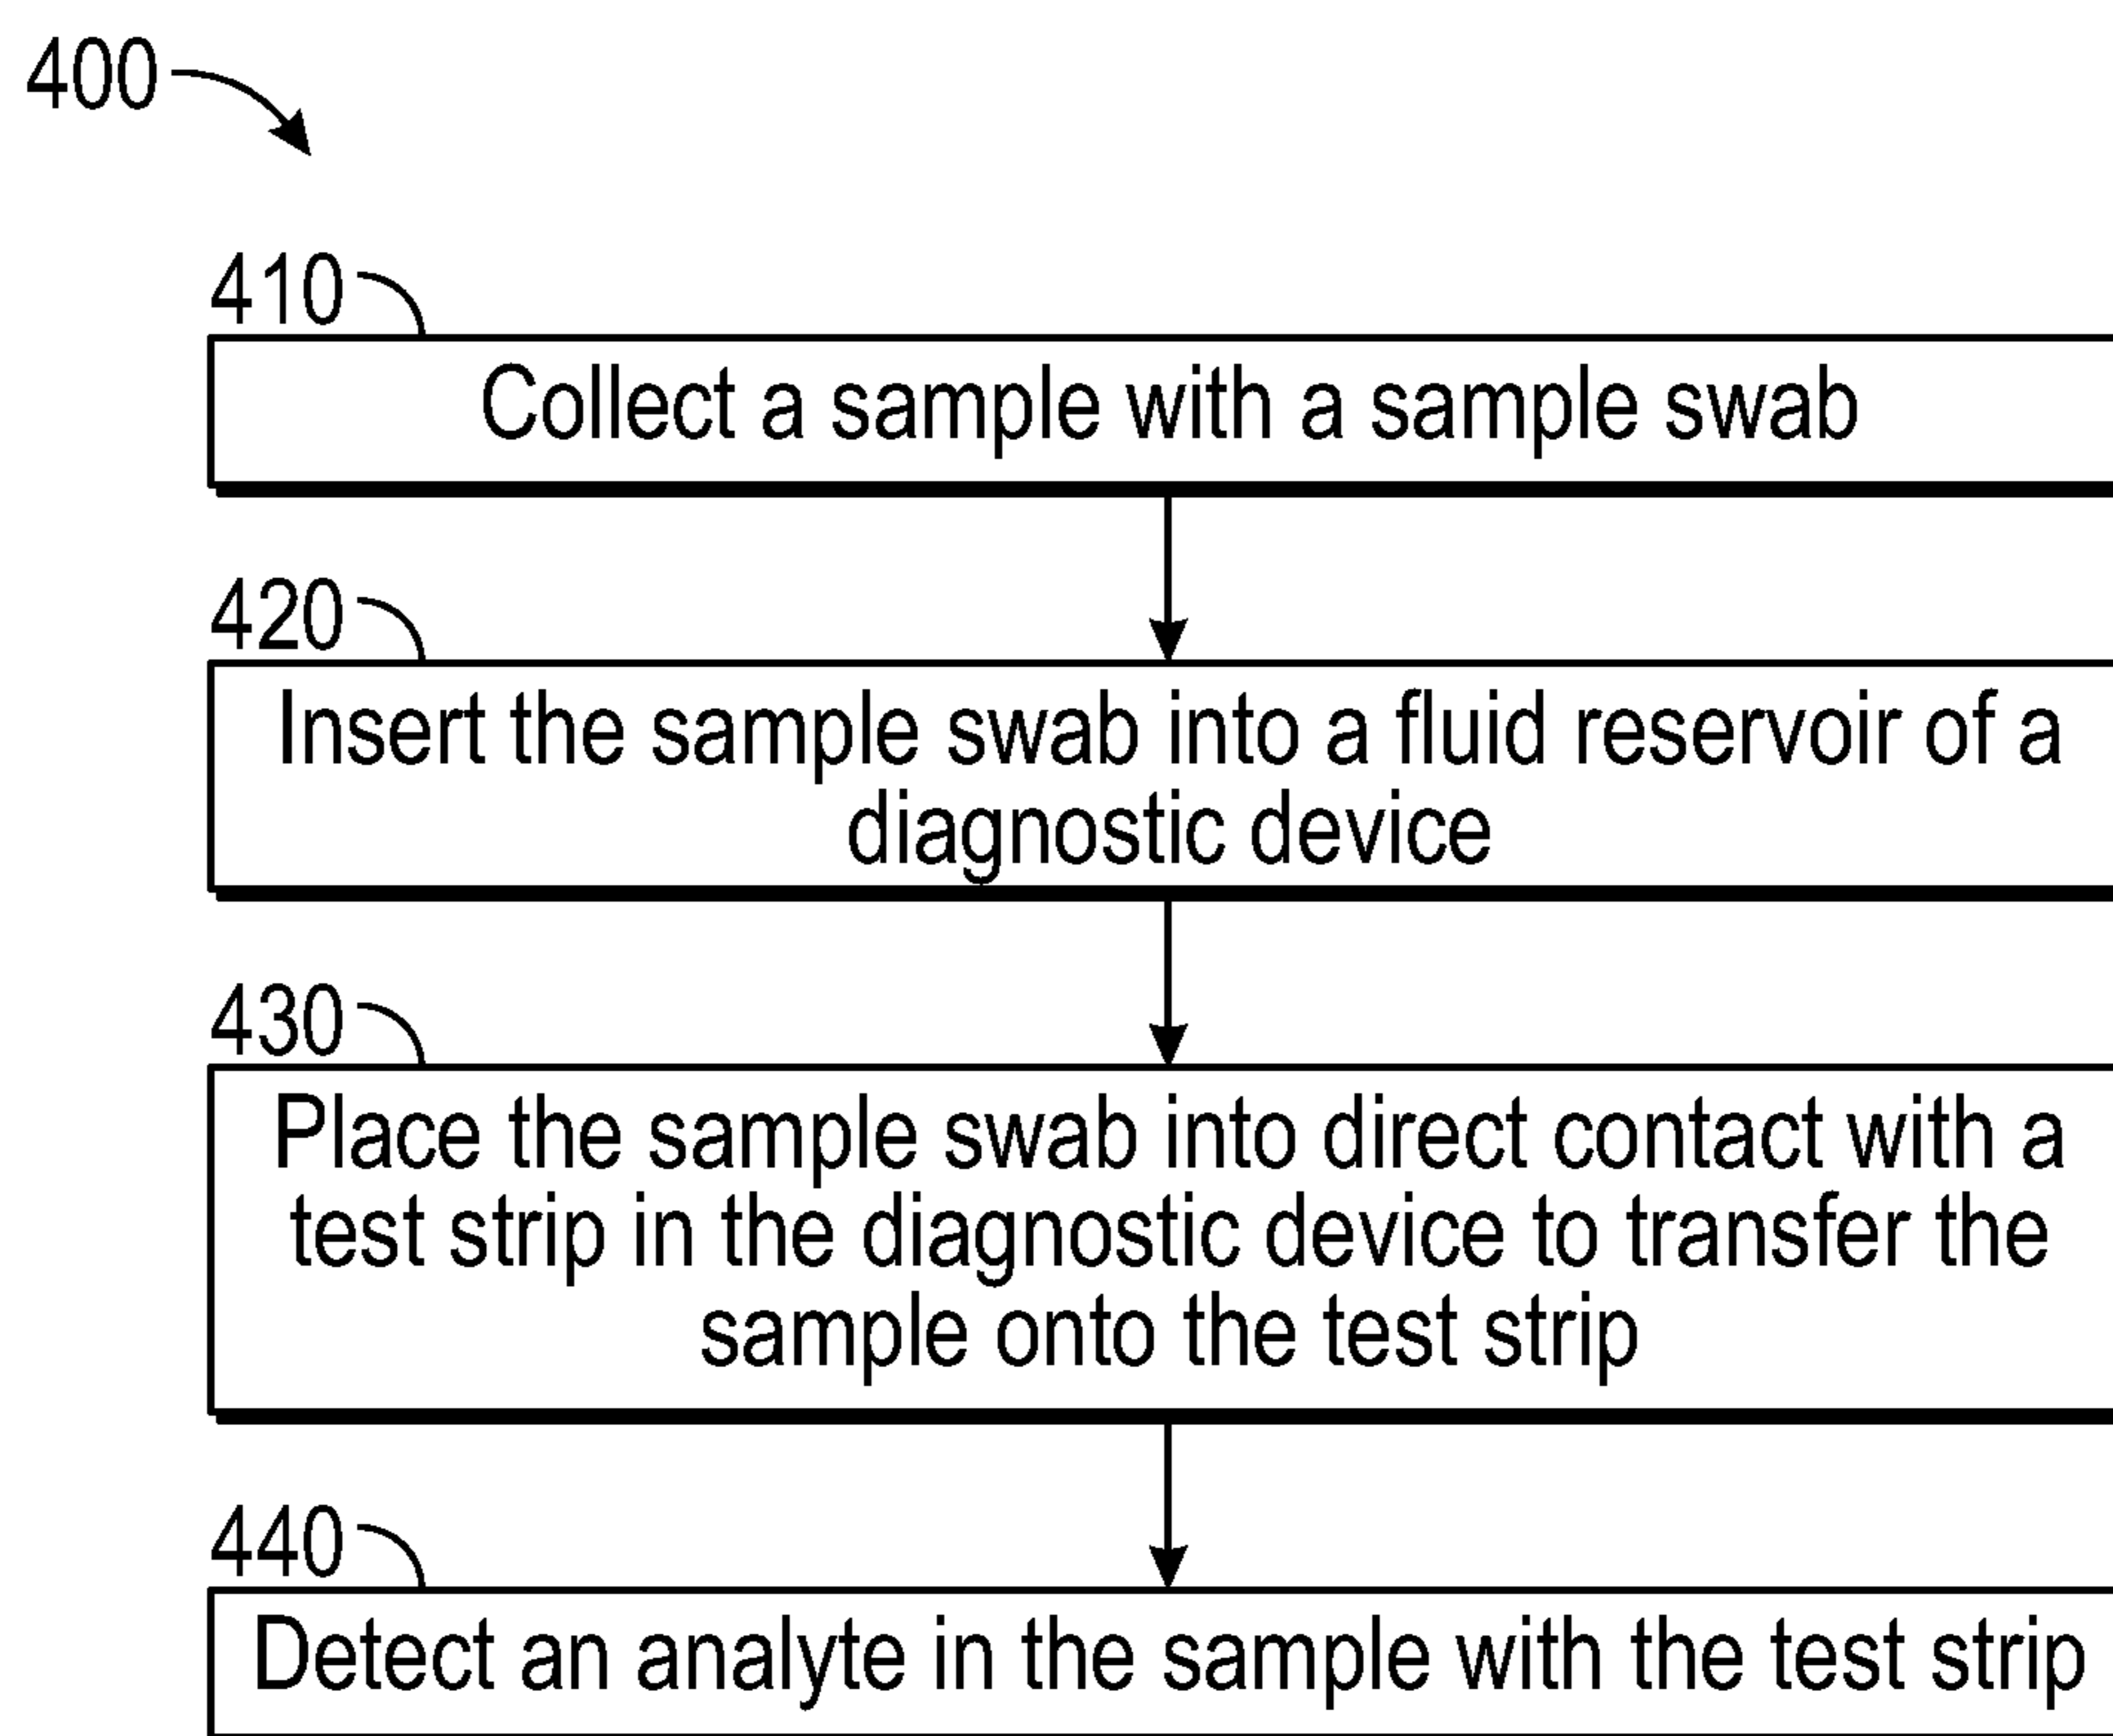 400
410
Collect a sample with a sample swab
420
Insert the sample swab into a fluid reservoir of a
diagnostic device
430
Place the sample swab into direct contact with a
test strip in the diagnostic device to transfer the
sample onto the test strip
440
Detect an analyte in the sample with the test strip